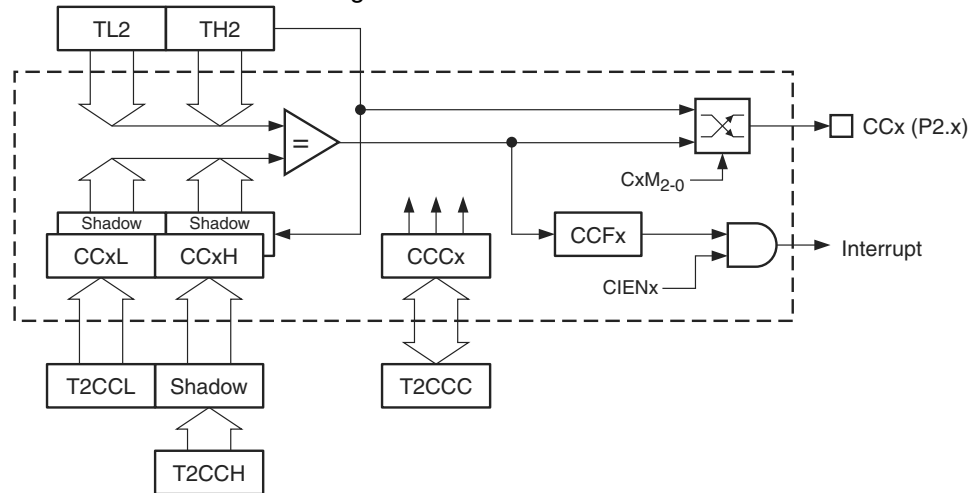 TL2 TH2
=
CCx (P2.x)
CxM2-0
Shadow Shadow
CCxL CCxH
CCCx
CCFx
Interrupt
CIENx
T2CCL Shadow
T2CCC
T2CCH